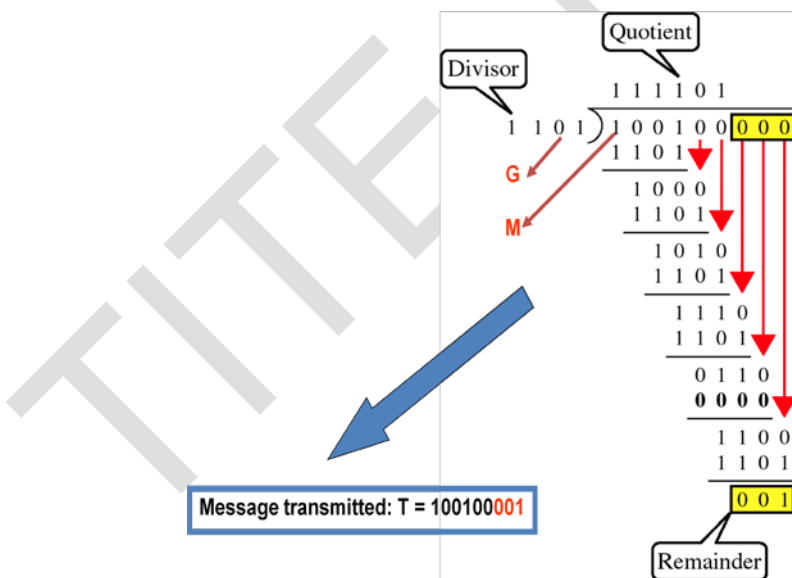 Quotient
Divisor
1 1 1 1 0 1
1 1 0 1 ) 1 0 0 1 0 0 0 0 0
1 1 0 1
G
1 0 0 0
1 1 0 1
M
1 0 1 0
1 1 0 1
1 1 1 0
1 1 0 1
0 1 1 0
0 0 0 0
1 1 0 0
1 1 0 1
Message transmitted: T = 100100001
0 0 1
Remainder
TITE